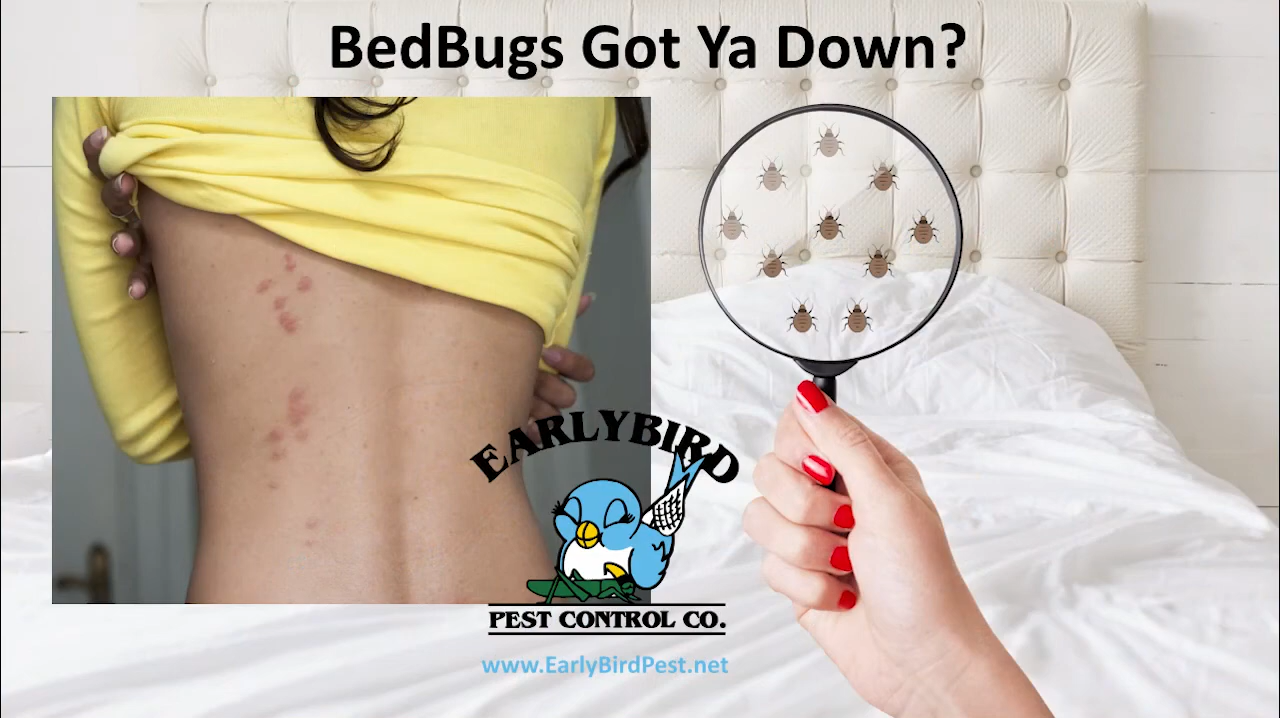 BedBugs Got Ya Down?
EARLYBIRD
PEST CONTROL CO.
www.EarlyBirdPest.net